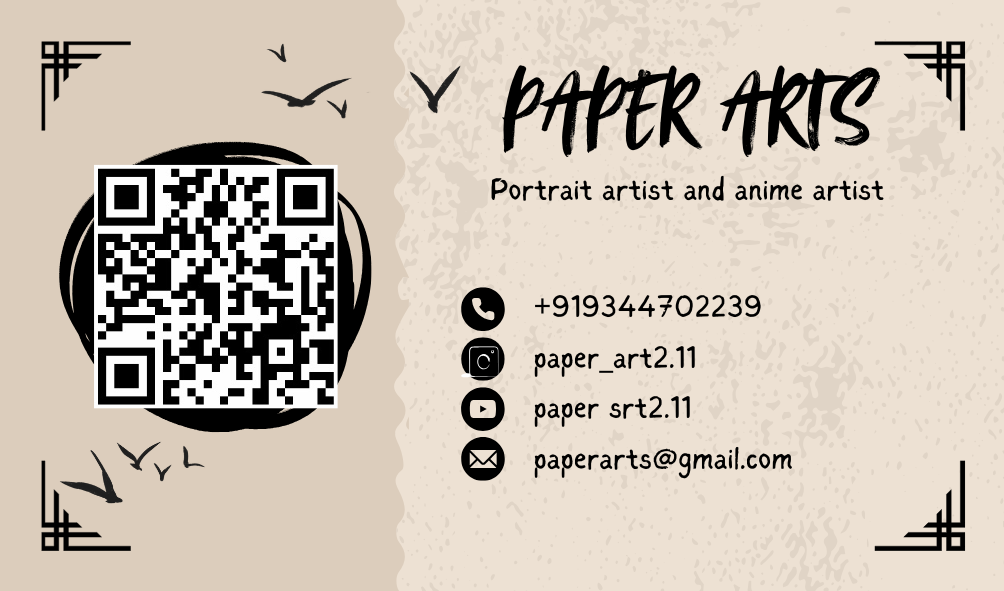 PAPER ARTS
Portrait artist and anime artist
+919344702239
paper_art2.11
paper srt2.11
paperarts@gmail.com